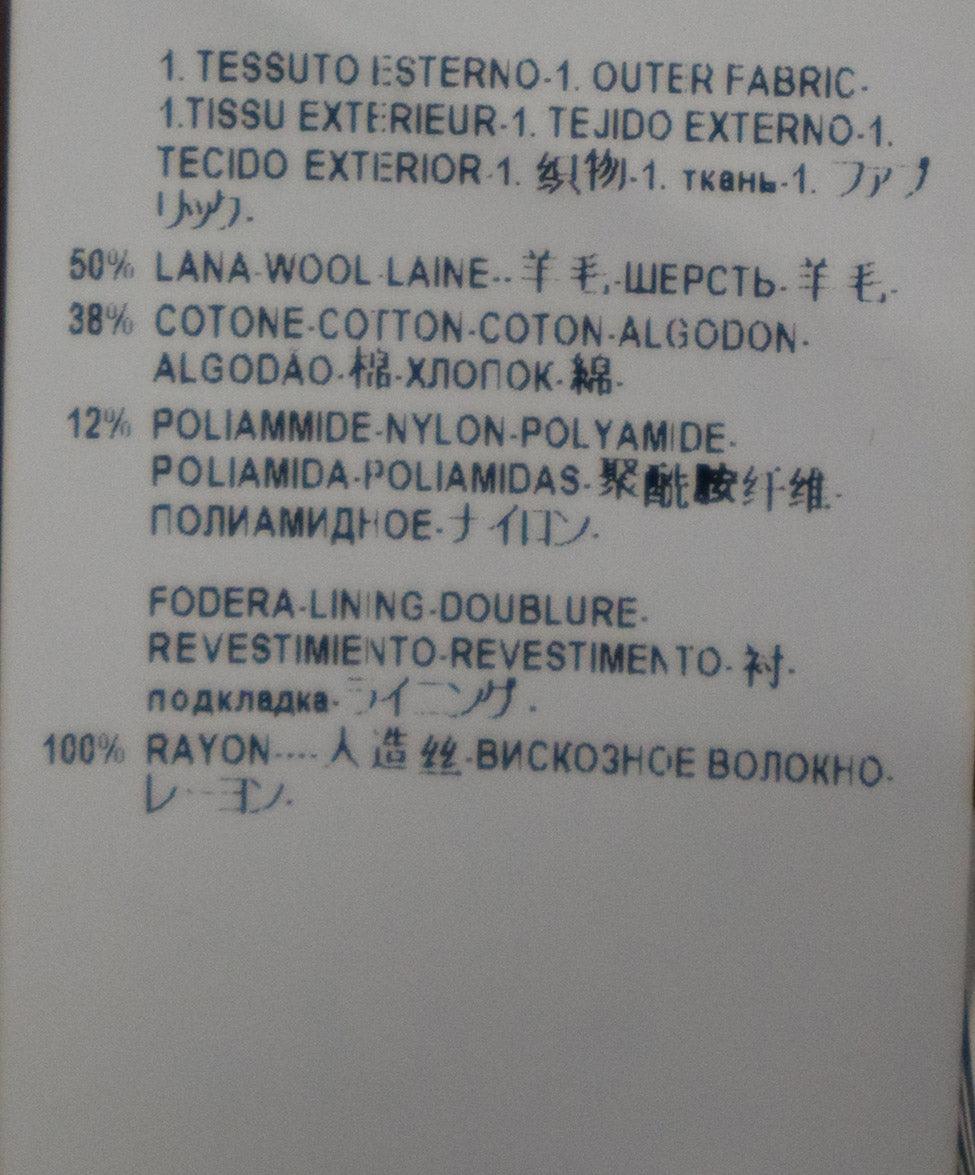 1. TESSUTO ESTERNO-1. OUTER FABRIC-
1.TISSU EXTERIEUR-1. TEJIDO EXTERNO-1.
TECIDO EXTERIOR-1. 织物-1. ткань-1. ファブ
リック-
50% LANA-WOOL-LAINE--羊毛-ШЕРСТЬ-羊毛-
38% COTONE-COTTON-COTON-ALGODON-
ALGODÃO-棉-ХЛОПОК-綿-
12% POLIAMMIDE-NYLON-POLYAMIDE-
POLIAMIDA-POLIAMIDAS-聚酰胺纤维-
ПОЛИАМИДНОЕ-ナイロン-
FODERA-LINING-DOUBLURE-
REVESTIMIENTO-REVESTIMENTO-衬-
подкладка-ライニング-
100% RAYON----人造丝-ВИСКОЗНОЕ ВОЛОКНО-
レーヨン-